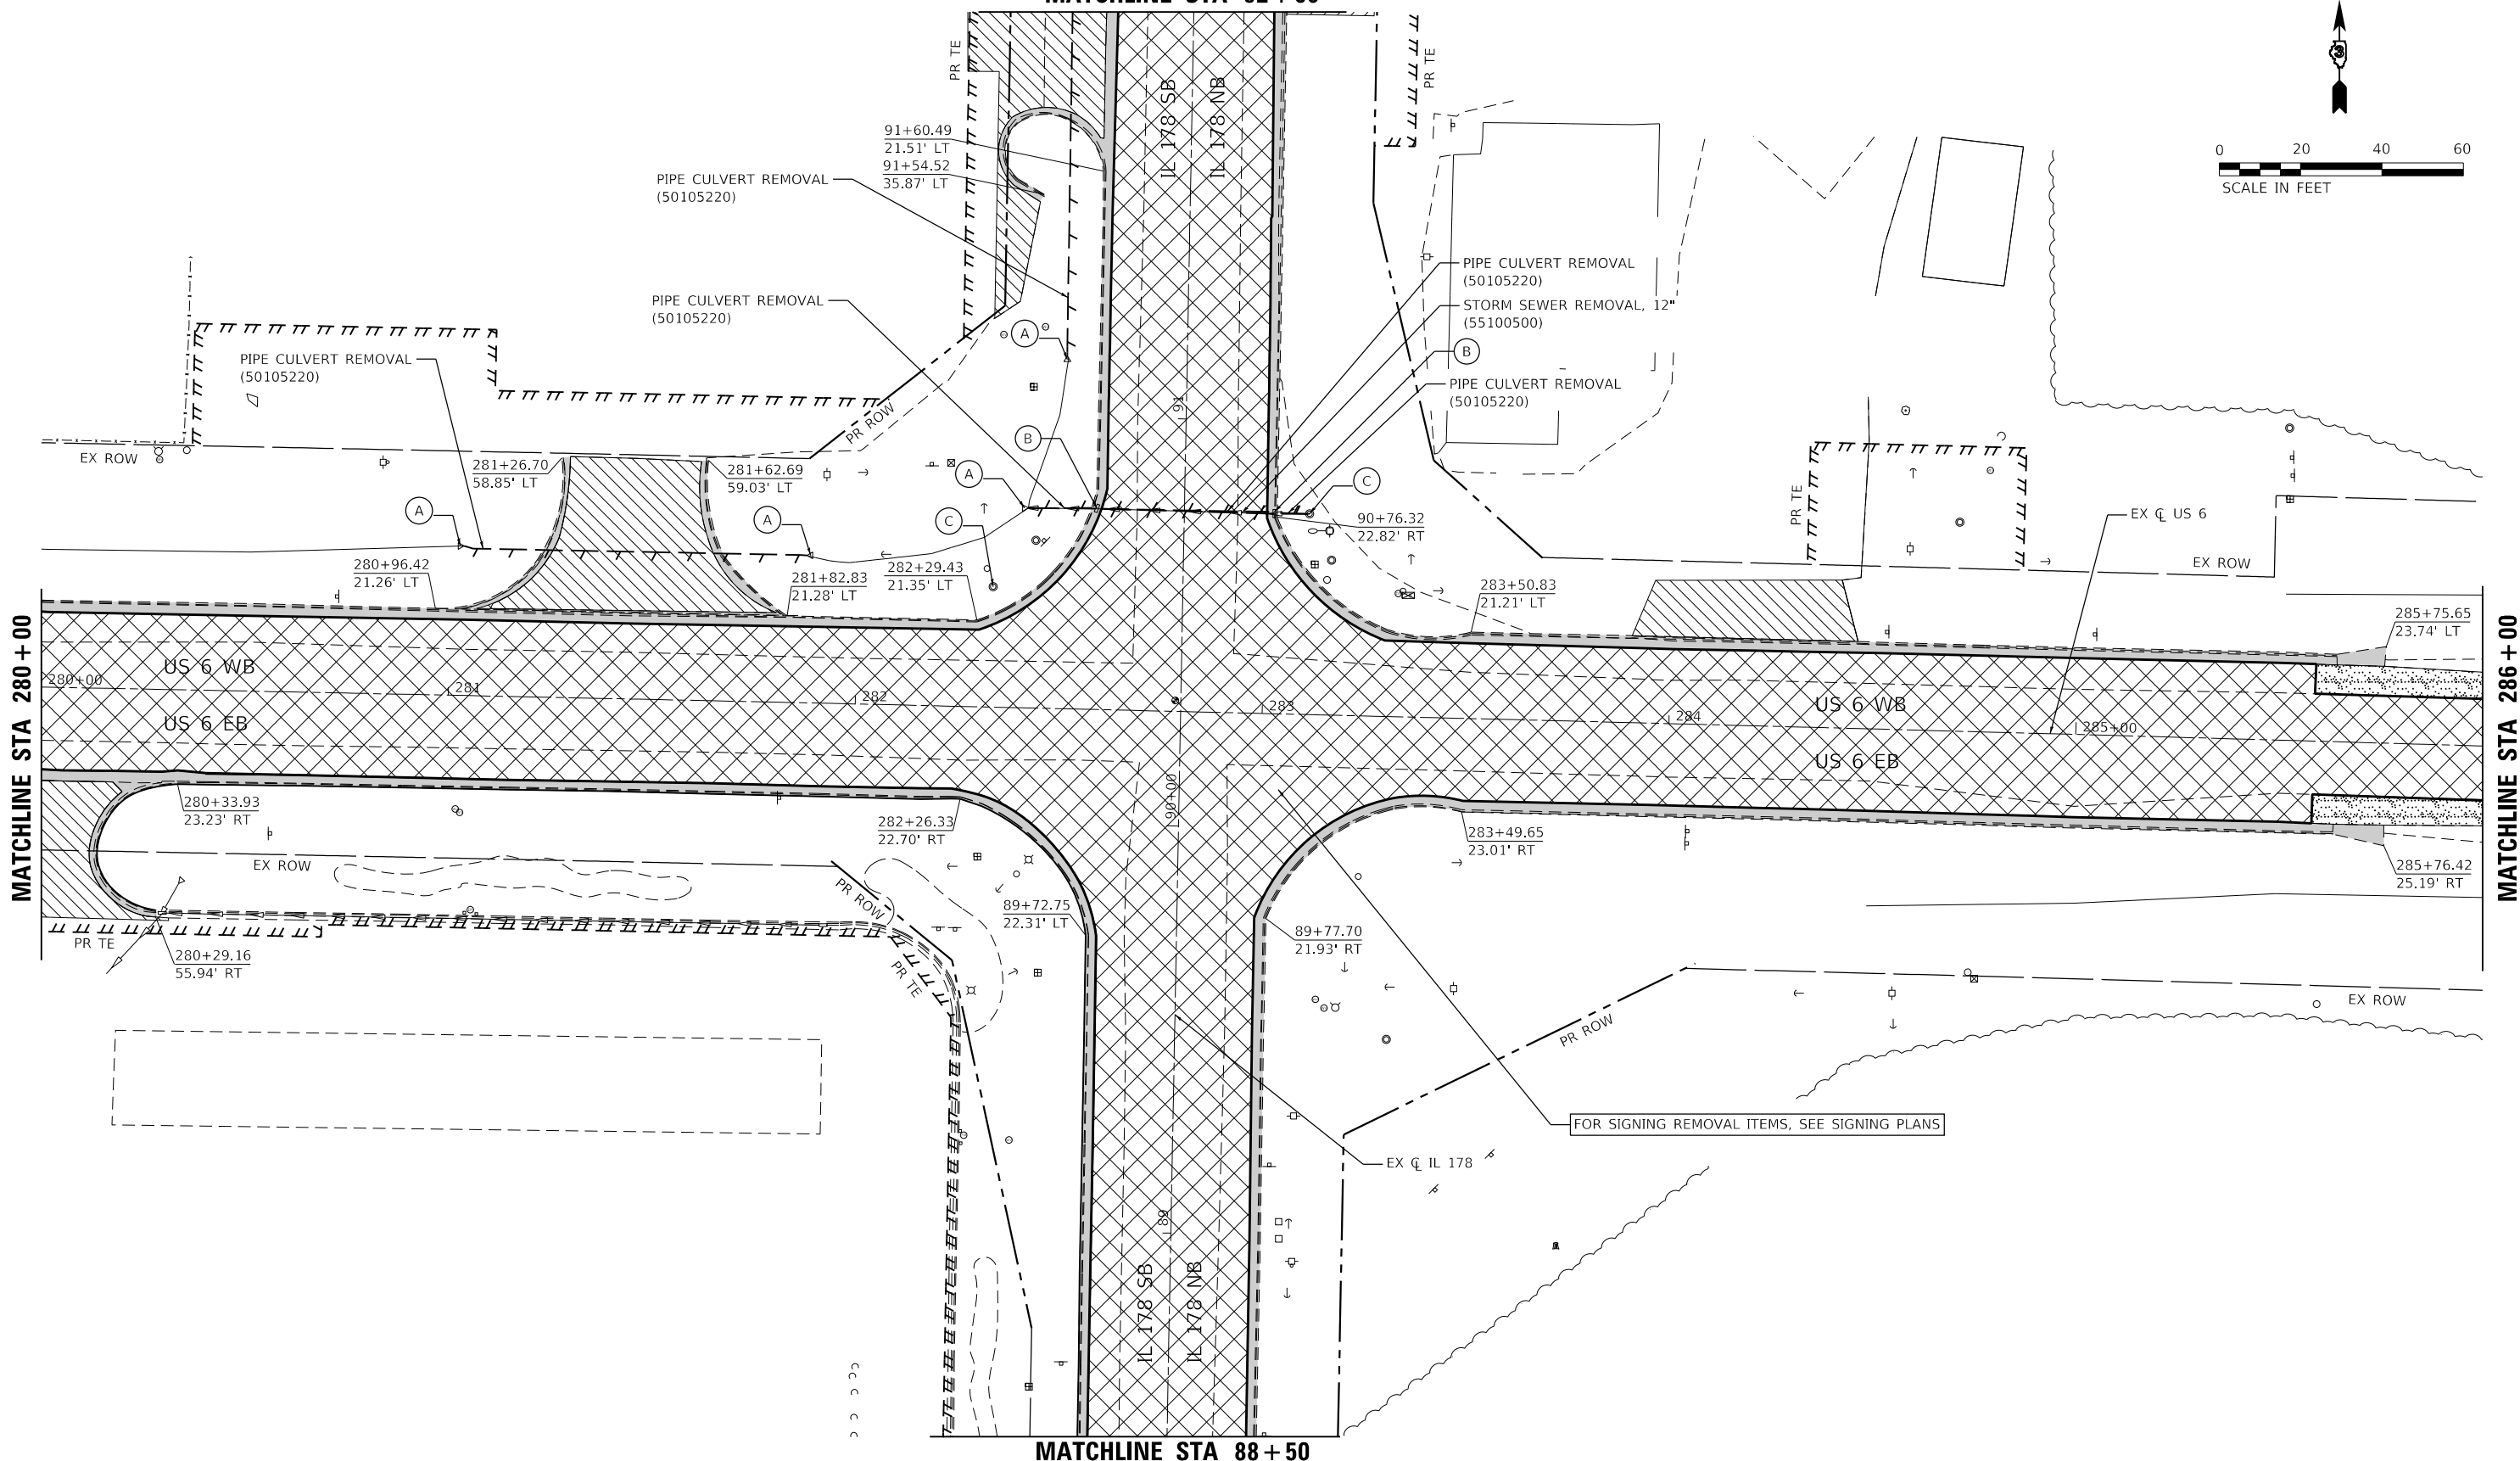 PR TE
PR TE
3
0 20 40 60
SCALE IN FEET
IL 178 SB
IL 178 NB
91+60.49
21.51' LT
91+54.52
35.87' LT
PIPE CULVERT REMOVAL
(50105220)
PIPE CULVERT REMOVAL
(50105220)
PIPE CULVERT REMOVAL
(50105220)
STORM SEWER REMOVAL, 12"
(55100500)
B
PIPE CULVERT REMOVAL
(50105220)
A
PIPE CULVERT REMOVAL
(50105220)
91
PR ROW
EX ROW
B
281+26.70
58.85' LT
281+62.69
59.03' LT
A
C
PR TE
A
A
C
90+76.32
22.82' RT
EX ℄ US 6
EX ROW
280+96.42
21.26' LT
281+82.83
21.28' LT
282+29.43
21.35' LT
283+50.83
21.21' LT
285+75.65
23.74' LT
MATCHLINE STA 280+00
MATCHLINE STA 286+00
US 6 WB
280+00
281
282
283
284
285+00
US 6 WB
US 6 EB
US 6 EB
90+00
280+33.93
23.23' RT
282+26.33
22.70' RT
283+49.65
23.01' RT
285+76.42
25.19' RT
EX ROW
PR ROW
89+72.75
22.31' LT
89+77.70
21.93' RT
PR TE
280+29.16
55.94' RT
PR TE
EX ROW
PR ROW
FOR SIGNING REMOVAL ITEMS, SEE SIGNING PLANS
EX ℄ IL 178
89
IL 178 SB
IL 178 NB
MATCHLINE STA 88+50